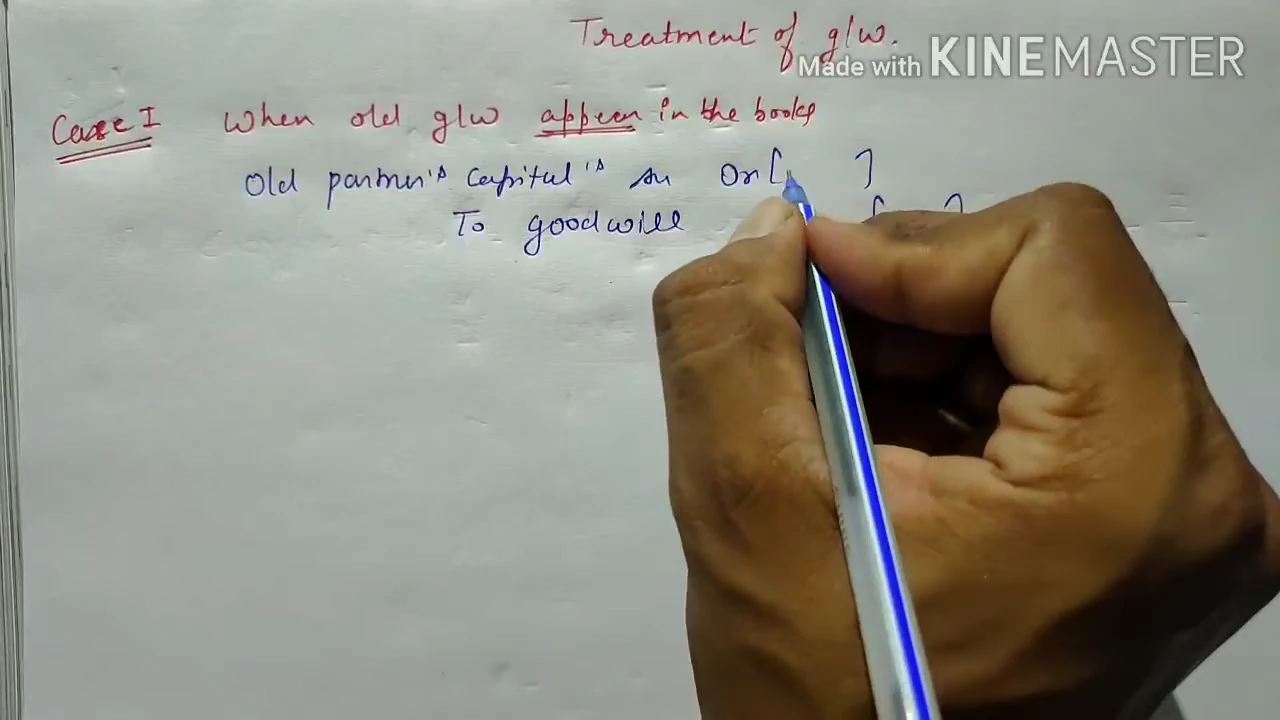 Treatment of g/w.
Made with KINEMASTER
Case I When old g/w appear in the books
Old partner's Capital's A/c Dr [ ]
To goodwill [ ]